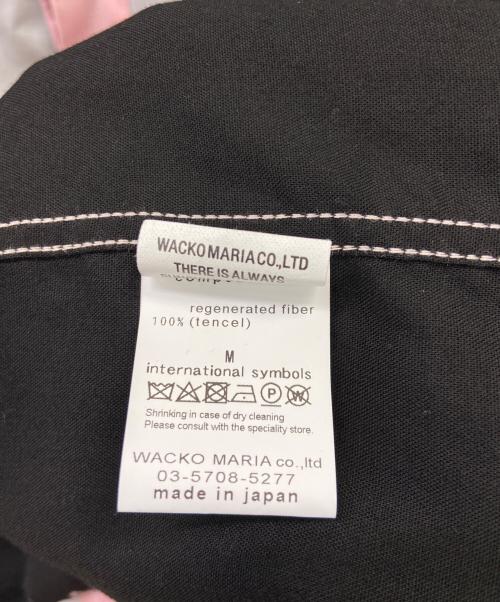 WACKO MARIA CO.,LTD
THERE IS ALWAYS
regenerated fiber
100% (tencel)
M
international symbols
P W
Shrinking in case of dry cleaning
Please consult with the speciality store.
WACKO MARIA co.,ltd
03-5708-5277
made in japan